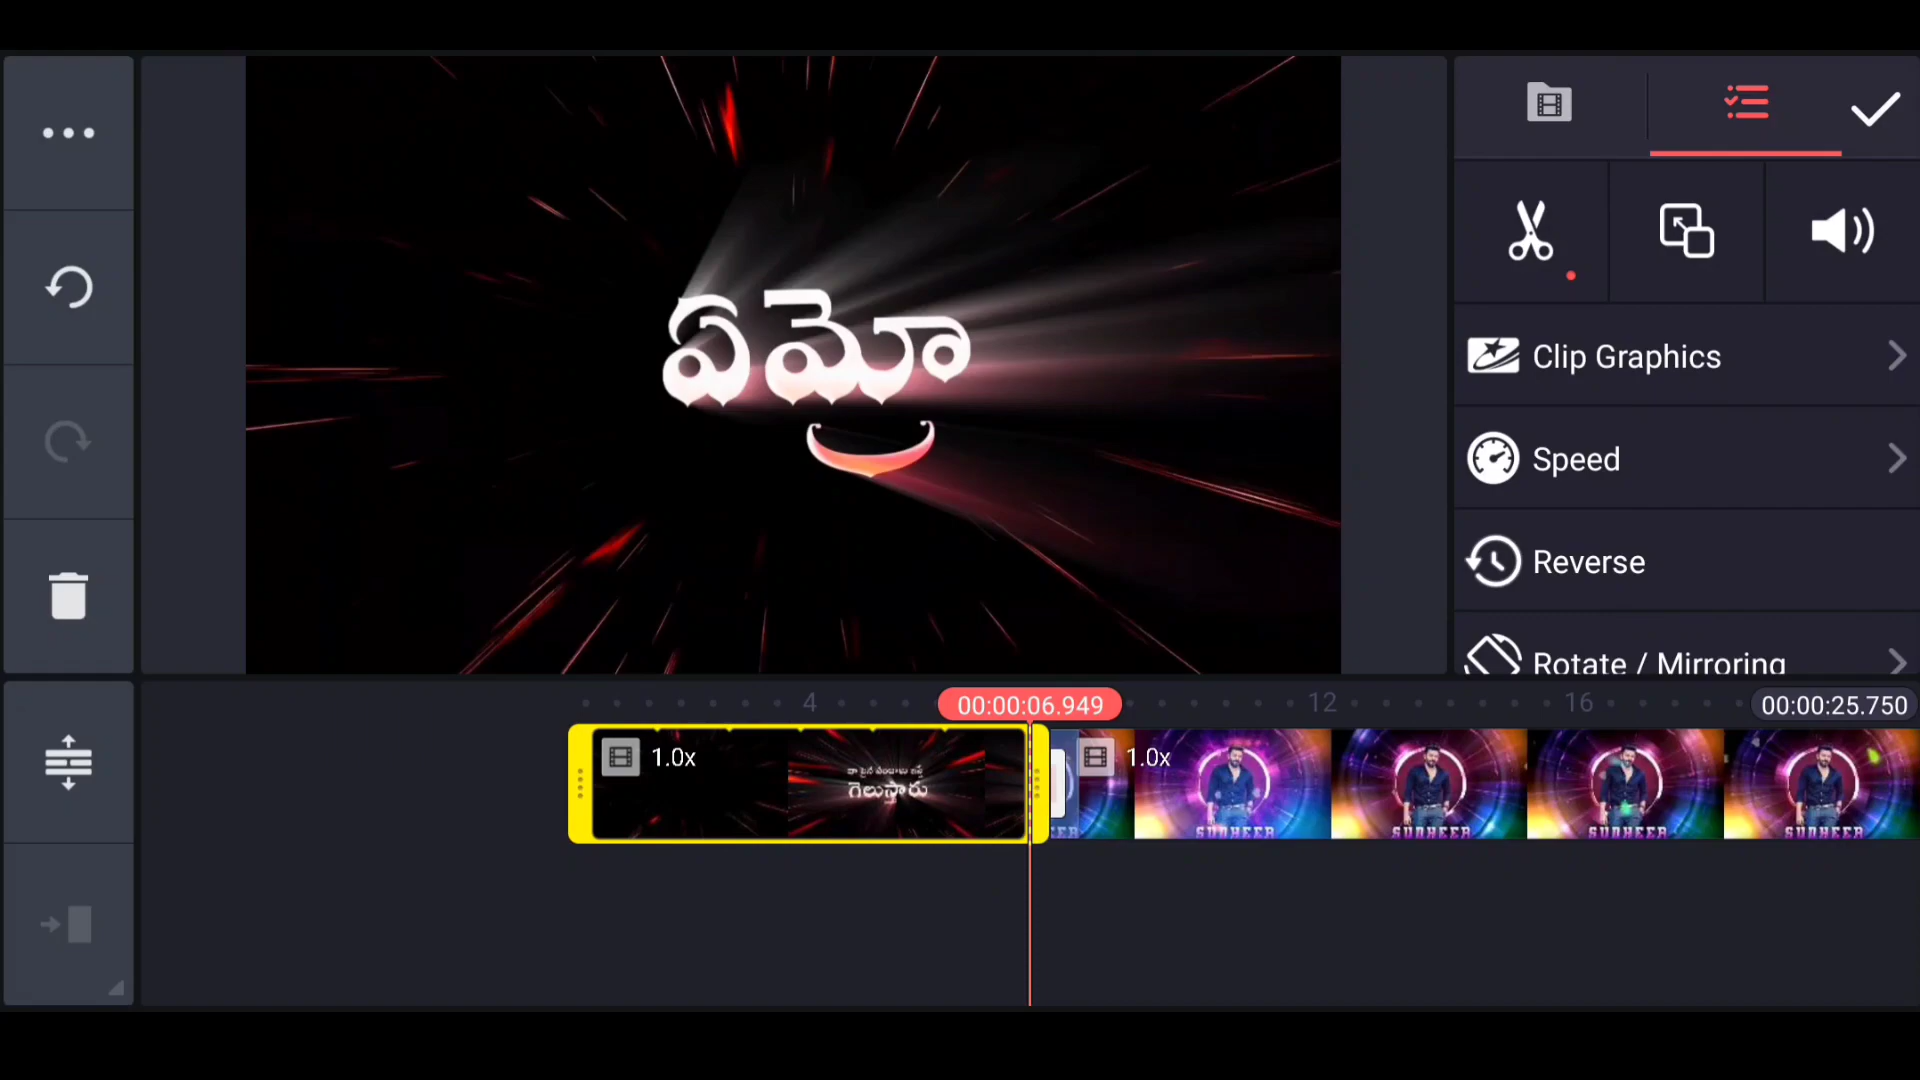 ఏమో
Clip Graphics
Speed
Reverse
Rotate / Mirroring
4
00:00:06.949
12
16
00:00:25.750
1.0x
గెలుస్తారు
1.0x
SUDHEER
SUDHEER
SUDHEER
SUDHEER